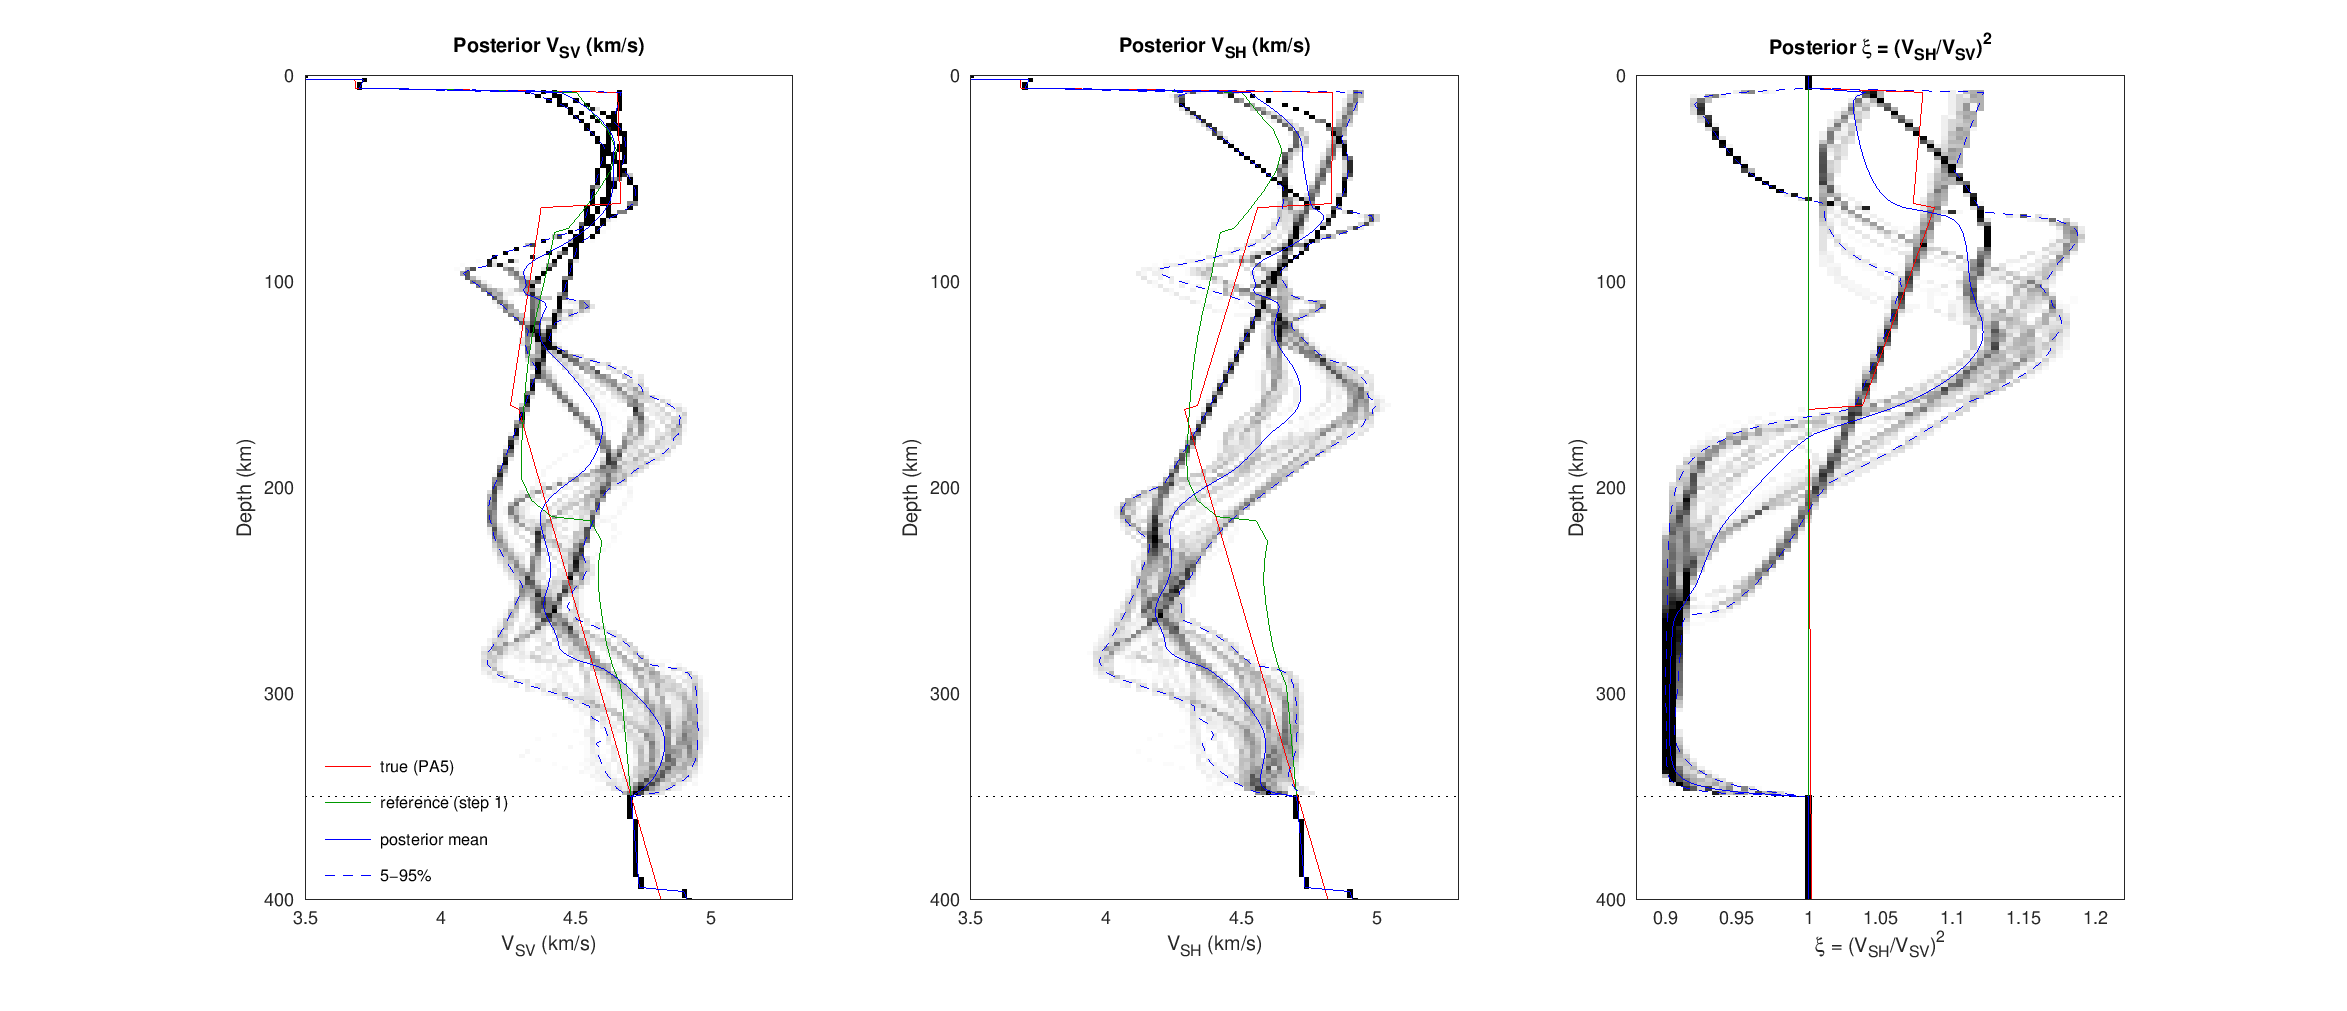 Posterior V_SV (km/s)
0
100
200
300
400
Depth (km)
true (PA5)
reference (step 1)
posterior mean
5–95%
3.5 4 4.5 5
V_SV (km/s)
Posterior V_SH (km/s)
0
100
200
300
400
Depth (km)
3.5 4 4.5 5
V_SH (km/s)
Posterior ξ = (V_SH/V_SV)^2
0
100
200
300
400
Depth (km)
0.9 0.95 1 1.05 1.1 1.15 1.2
ξ = (V_SH/V_SV)^2